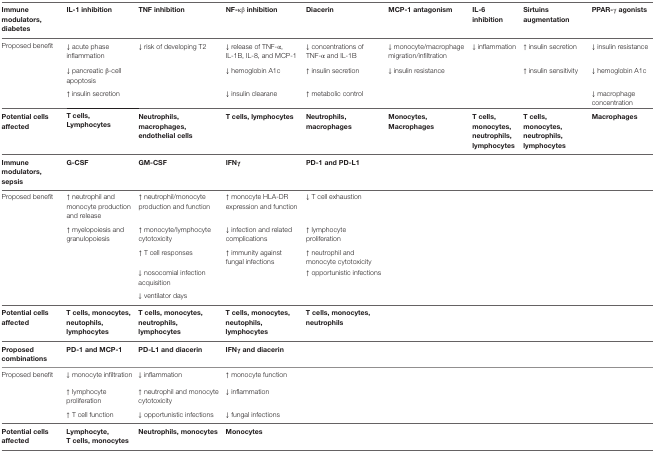 Immune modulators, diabetes | IL-1 inhibition | TNF inhibition | NF-κβ inhibition | Diacerin | MCP-1 antagonism | IL-6 inhibition | Sirtuins augmentation | PPAR-γ agonists
Proposed benefit | ↓ acute phase inflammation | ↓ risk of developing T2 | ↓ release of TNF-α, IL-1B, IL-8, and MCP-1 | ↓ concentrations of TNF-α and IL-1B | ↓ monocyte/macrophage migration/infiltration | ↓ inflammation | ↑ insulin secretion | ↓ insulin resistance
↓ pancreatic β-cell apoptosis | ↓ hemoglobin A1c | ↑ insulin secretion | ↓ insulin resistance | ↑ insulin sensitivity | ↓ hemoglobin A1c
↑ insulin secretion | ↓ insulin clearane | ↑ metabolic control | ↓ macrophage concentration
Potential cells affected | T cells, Lymphocytes | Neutrophils, macrophages, endothelial cells | T cells, lymphocytes | Neutrophils, macrophages | Monocytes, Macrophages | T cells, monocytes, neutrophils, lymphocytes | T cells, monocytes, neutrophils, lymphocytes | Macrophages
Immune modulators, sepsis | G-CSF | GM-CSF | IFNγ | PD-1 and PD-L1
Proposed benefit | ↑ neutrophil and monocyte production and release | ↑ neutrophil/monocyte production and function | ↑ monocyte HLA-DR expression and function | ↓ T cell exhaustion
↑ myelopoiesis and granulopoiesis | ↑ monocyte/lymphocyte cytotoxicity | ↓ infection and related complications | ↑ lymphocyte proliferation
↑ T cell responses | ↑ immunity against fungal infections | ↑ neutrophil and monocyte cytotoxicity
↓ nosocomial infection acquisition | ↑ opportunistic infections
↓ ventilator days
Potential cells affected | T cells, monocytes, neutophils, lymphocytes | T cells, monocytes, neutrophils, lymphocytes | T cells, monocytes, neutophils, lymphocytes | T cells, monocytes, neutrophils
Proposed combinations | PD-1 and MCP-1 | PD-L1 and diacerin | IFNγ and diacerin
Proposed benefit | ↓ monocyte infiltration | ↓ inflammation | ↑ monocyte function
↑ lymphocyte proliferation | ↑ neutrophil and monocyte cytotoxicity | ↓ inflammation
↑ T cell function | ↓ opportunistic infections | ↓ fungal infections
Potential cells affected | Lymphocyte, T cells, monocytes | Neutrophils, monocytes | Monocytes